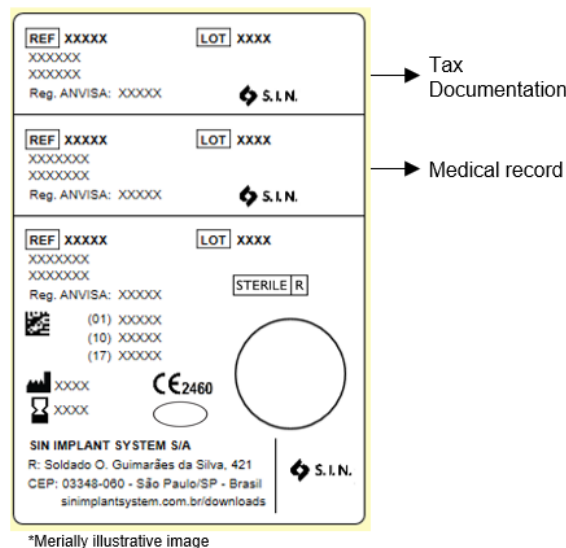 REF XXXXX LOT XXXX
XXXXXX
XXXXXX
Reg. ANVISA: XXXXX S.I.N.
Tax
Documentation
REF XXXXX LOT XXXX
XXXXXXX
XXXXXXX
Reg. ANVISA: XXXXX S.I.N.
Medical record
REF XXXXX LOT XXXX
XXXXXXX
XXXXXXX
Reg. ANVISA: XXXXX
STERILE R
(01) XXXXX
(10) XXXXX
(17) XXXXX
XXXX CE2460
XXXX
SIN IMPLANT SYSTEM S/A
R: Soldado O. Guimarães da Silva, 421
CEP: 03348-060 - São Paulo/SP - Brasil
sinimplantsystem.com.br/downloads
S.I.N.
*Merially illustrative image